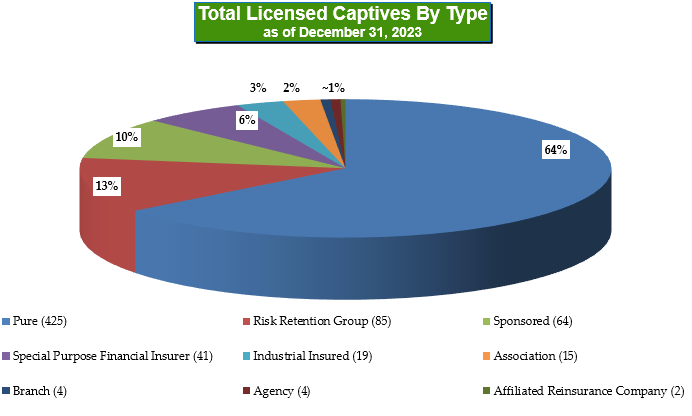 Total Licensed Captives By Type
as of December 31, 2023
3%
2%
~1%
6%
10%
64%
13%
Pure (425)
Risk Retention Group (85)
Sponsored (64)
Special Purpose Financial Insurer (41)
Industrial Insured (19)
Association (15)
Branch (4)
Agency (4)
Affiliated Reinsurance Company (2)